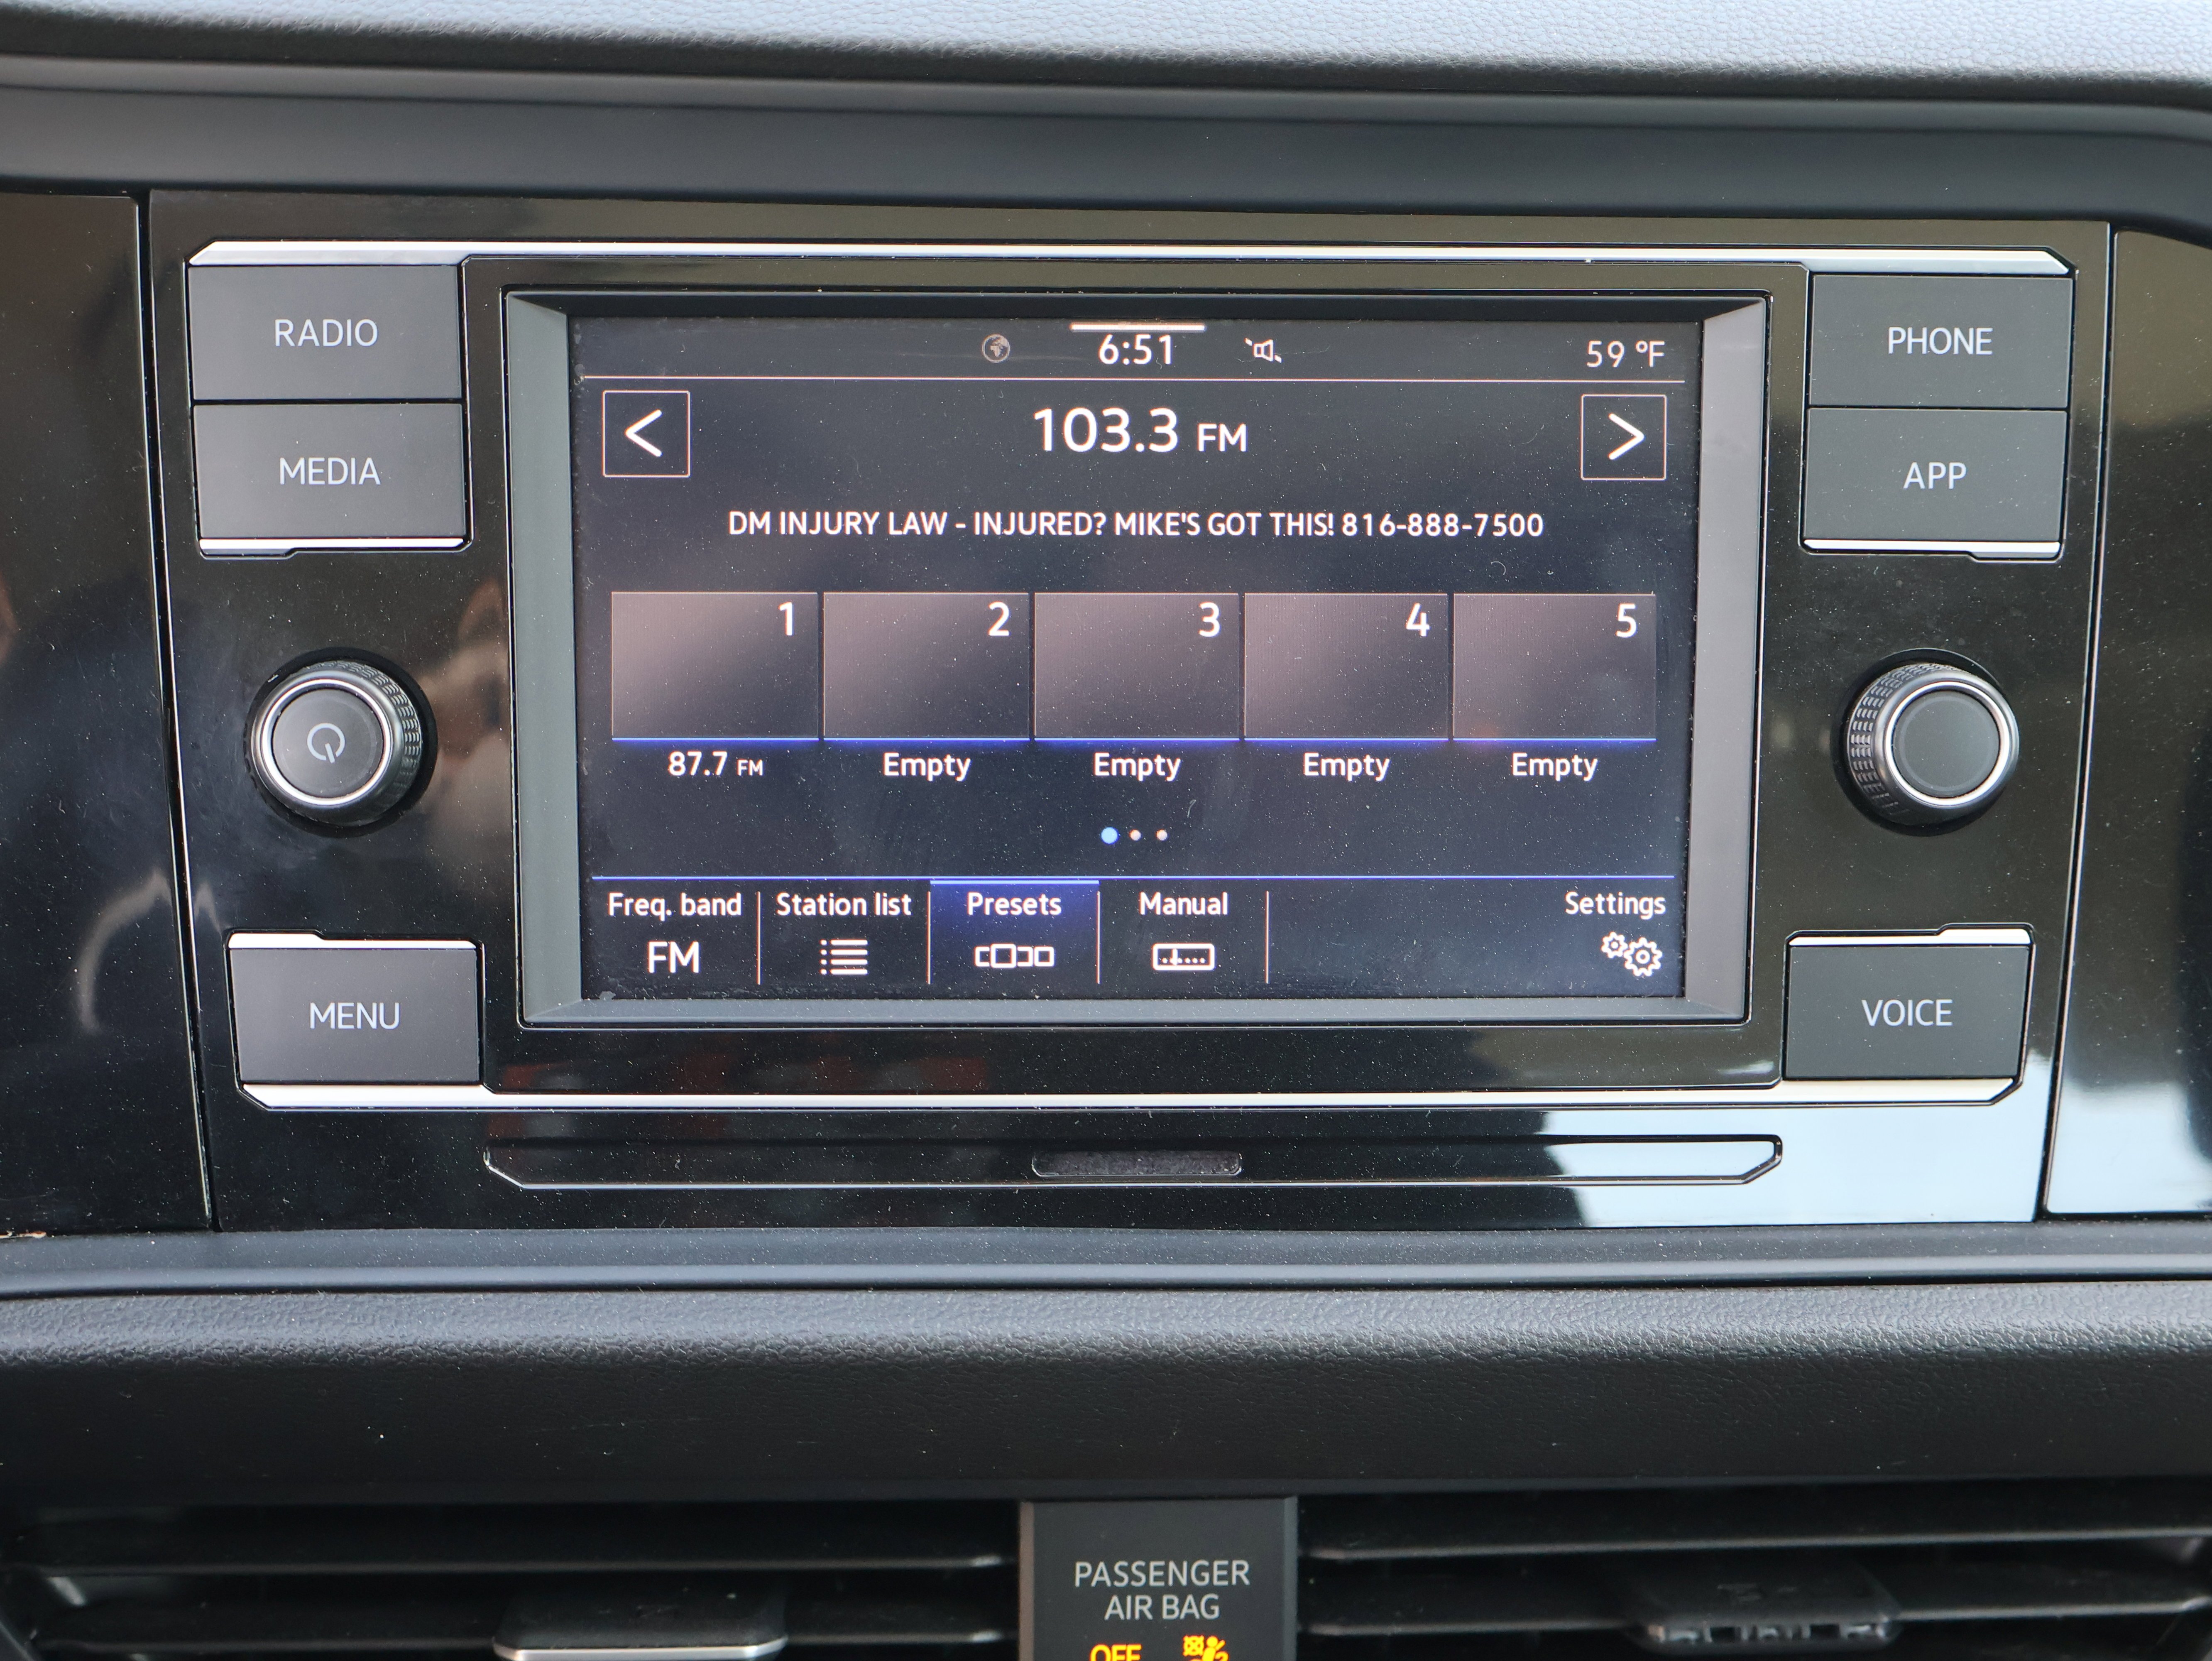 RADIO
MEDIA
MENU
PHONE
APP
VOICE
6:51
59 °F
<
103.3 FM
>
DM INJURY LAW - INJURED? MIKE'S GOT THIS! 816-888-7500
1 2 3 4 5
87.7 FM Empty Empty Empty Empty
Freq. band Station list Presets Manual Settings
FM
PASSENGER
AIR BAG
OFF